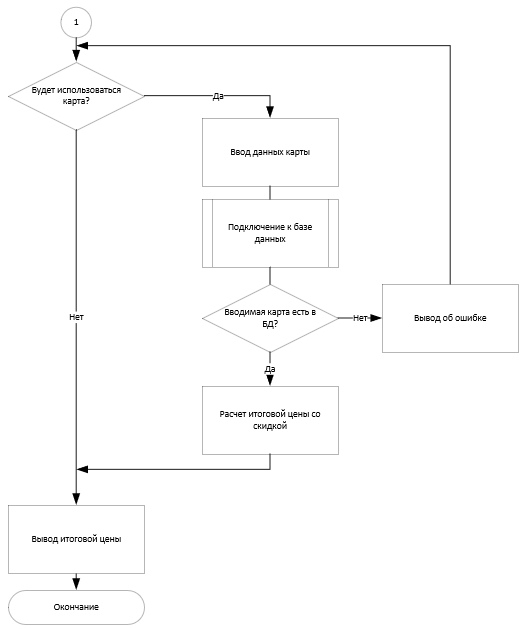 1
Будет использоваться
карта?
Да
Ввод данных карты
Подключение к базе
данных
Вводимая карта есть в
БД?
Нет
Вывод об ошибке
Нет
Да
Расчет итоговой цены со
скидкой
Вывод итоговой цены
Окончание